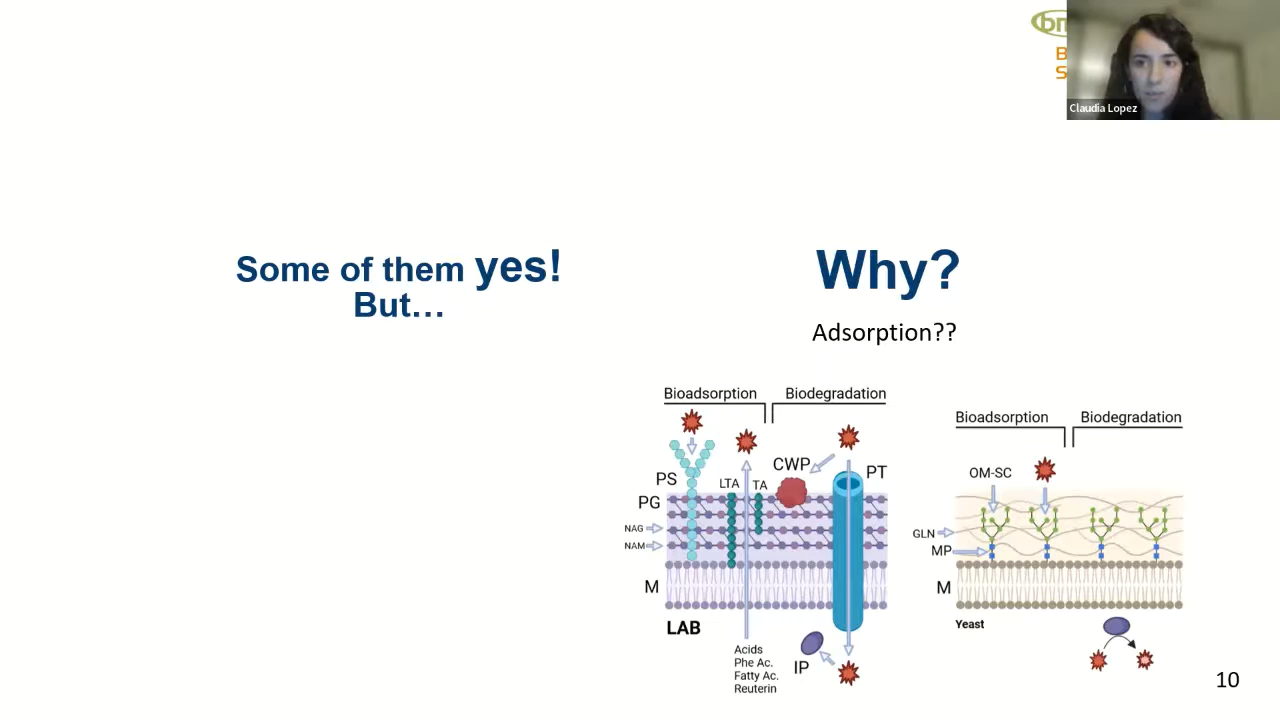 Claudia Lopez
Some of them yes!
But…
Why?
Adsorption??
Bioadsorption
Biodegradation
CWP
PT
PS
LTA
TA
PG
NAG
NAM
M
LAB
Acids
Phe Ac.
Fatty Ac.
Reuterin
IP
Bioadsorption
Biodegradation
OM-SC
GLN
MP
M
Yeast
10